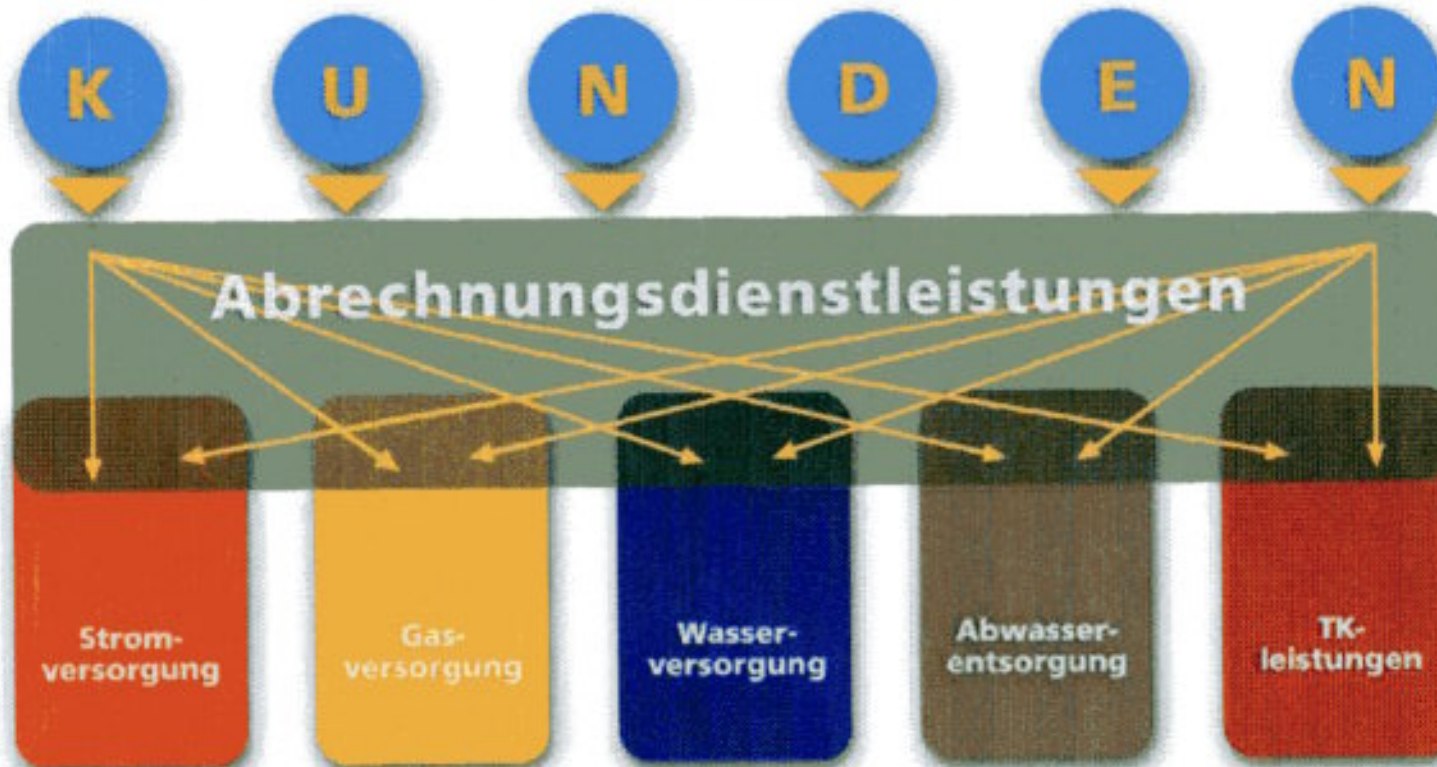 K U N D E N
Abrechnungsdienstleistungen
Strom-
versorgung
Gas-
versorgung
Wasser-
versorgung
Abwasser-
entsorgung
TK-
leistungen